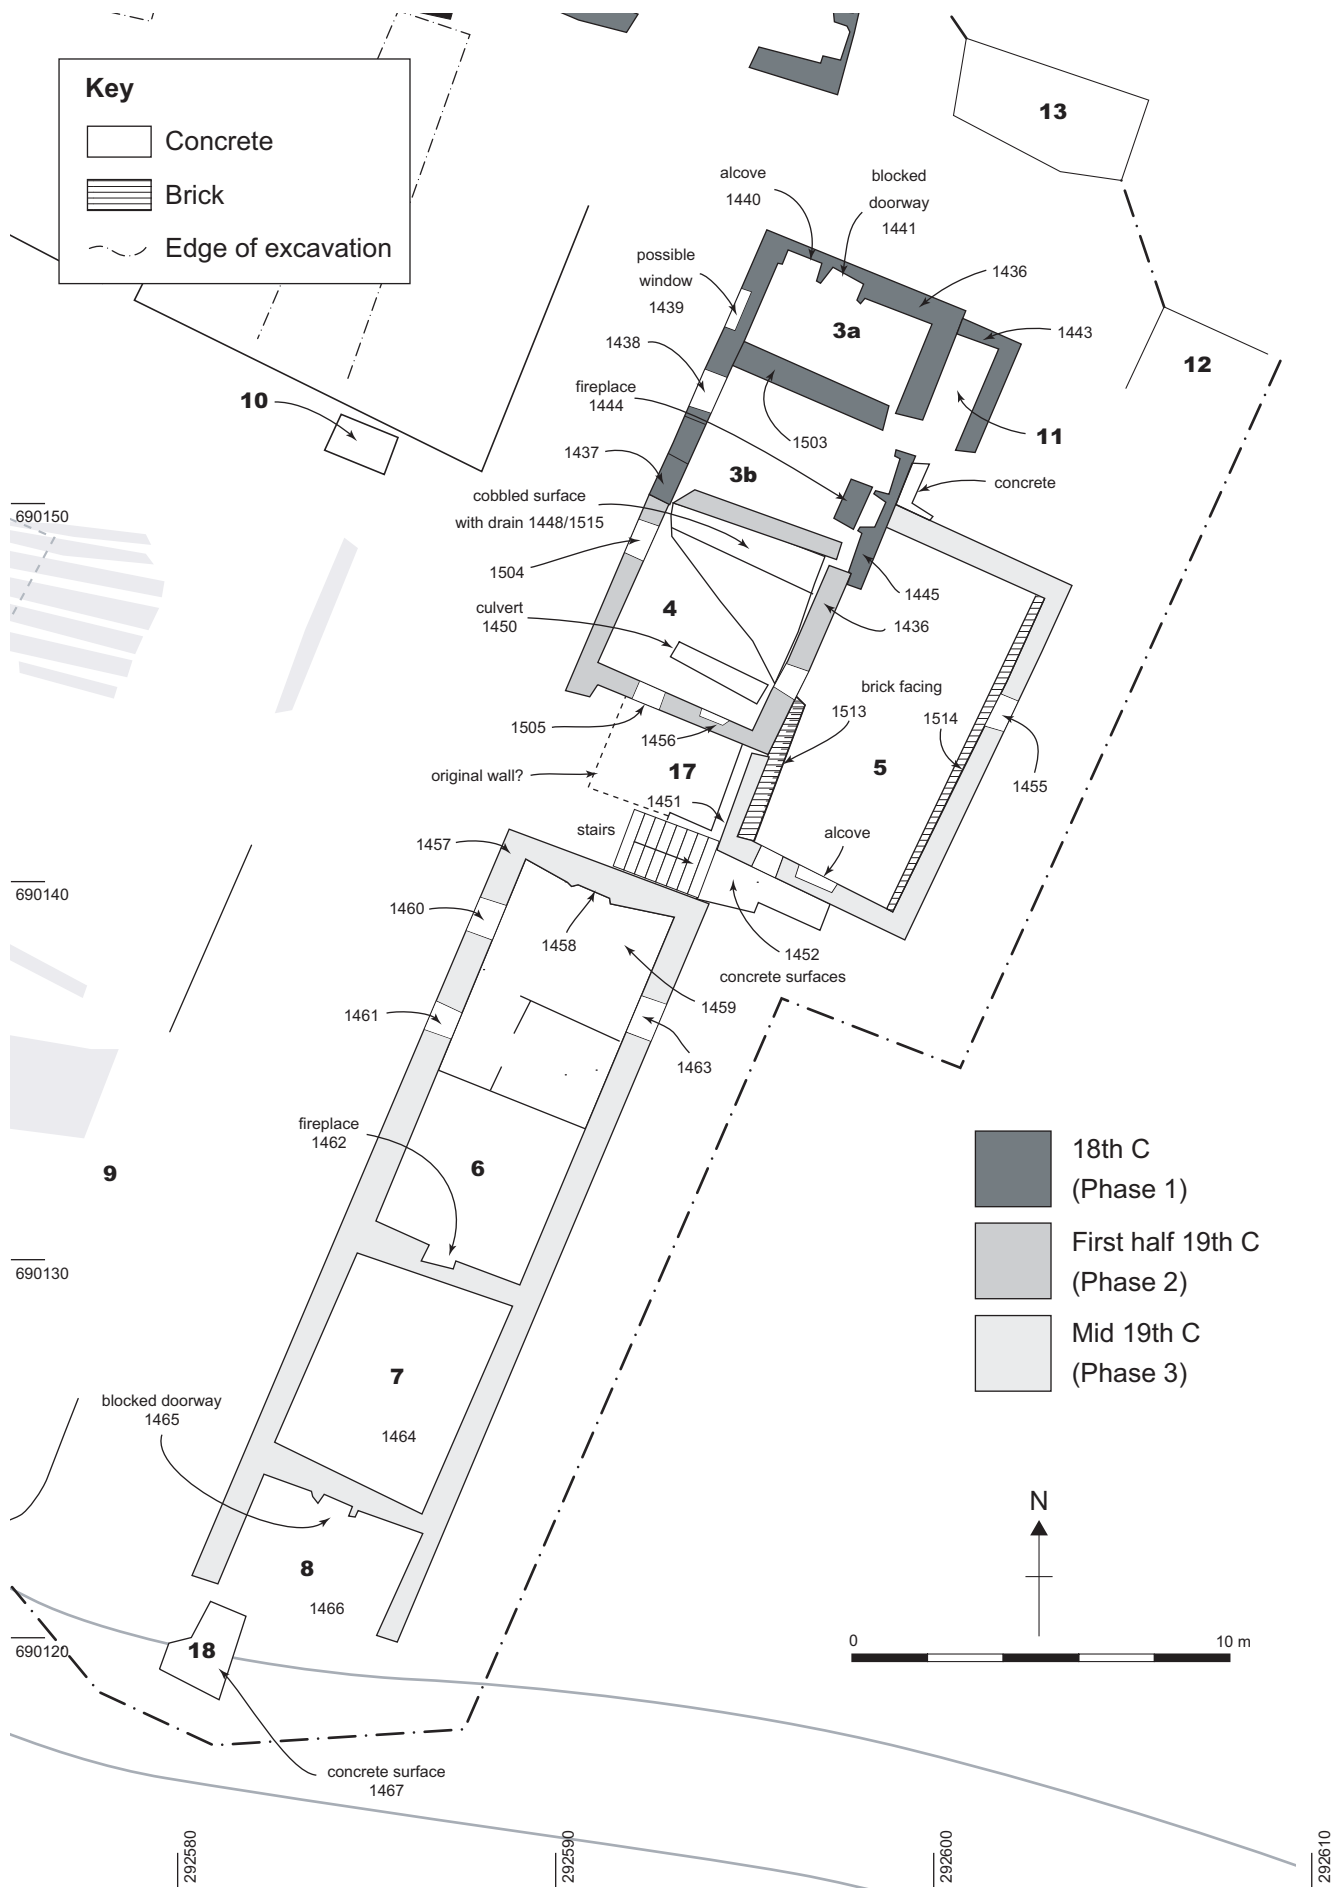 Key
Concrete
Brick
Edge of excavation
13
alcove
1440
blocked
doorway
1441
possible
window
1439
1436
3a
1443
1438
12
fireplace
1444
10
11
1503
1437
3b
concrete
cobbled surface
with drain 1448/1515
690150
1504
1445
4
culvert
1450
1436
brick facing
1513
1514
1505
1456
17
5
original wall?
1455
1451
stairs
alcove
1457
690140
1460
1458
1452
concrete surfaces
1459
1461
1463
fireplace
1462
6
9
18th C
(Phase 1)
First half 19th C
(Phase 2)
690130
Mid 19th C
(Phase 3)
7
blocked doorway
1465
1464
N
8
1466
690120
18
0
10 m
concrete surface
1467
292580
292590
292600
292610